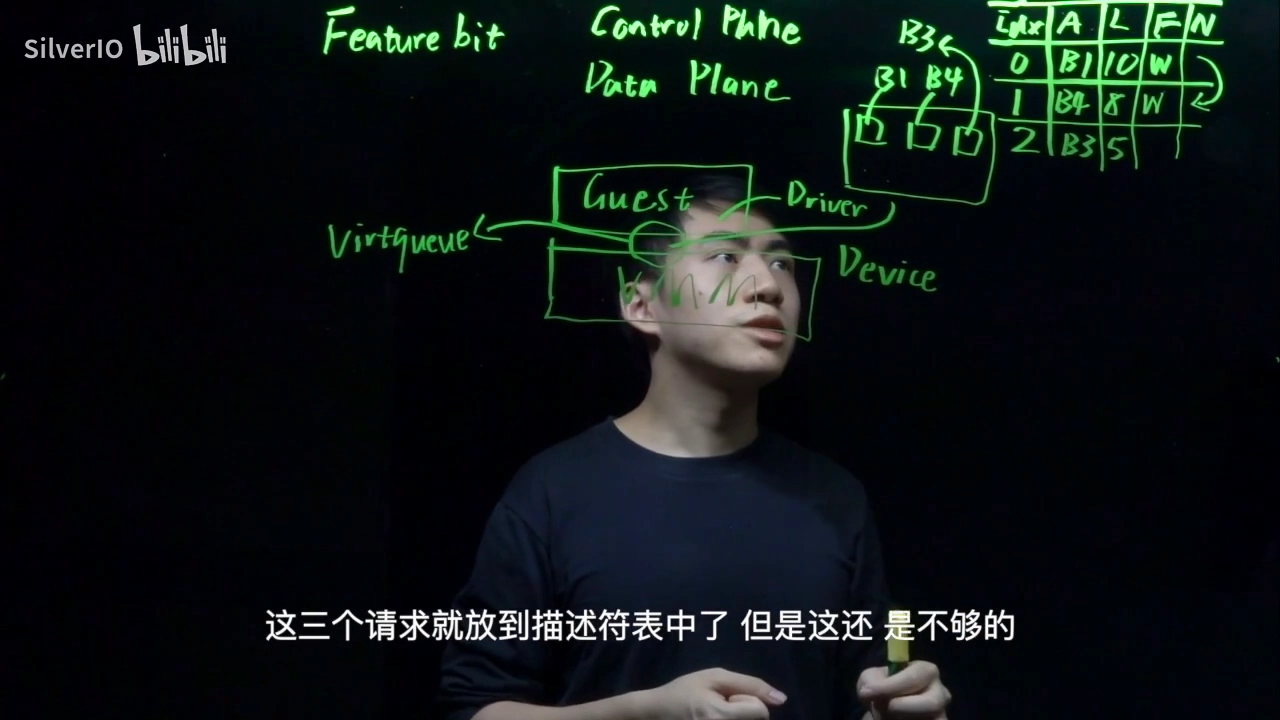 SilverIO bilibili
Feature bit
Control Plane
Data Plane
B3
B1 B4
Idx A L F N
0 B1 10 W
1 B4 8 W
2 B3 5
Guest
Driver
Virtqueue
VMM
Device
这三个请求就放到描述符表中了 但是这还 是不够的